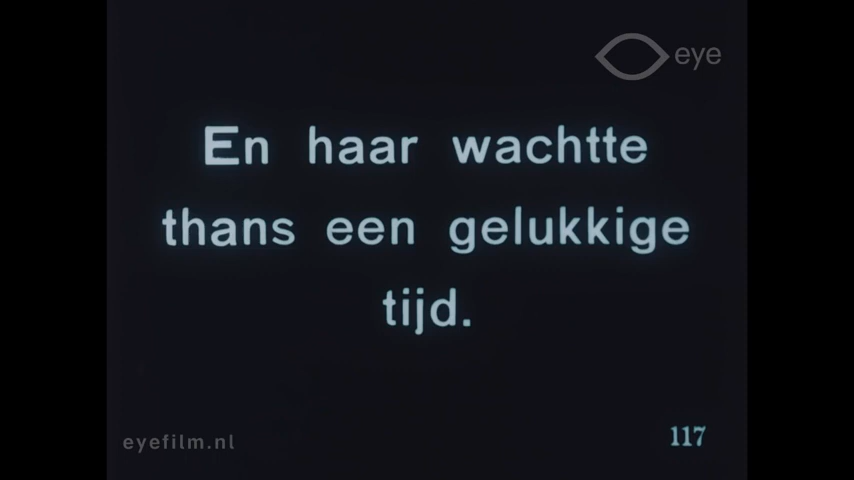 eye
En haar wachtte
thans een gelukkige
tijd.
117
eyefilm.nl